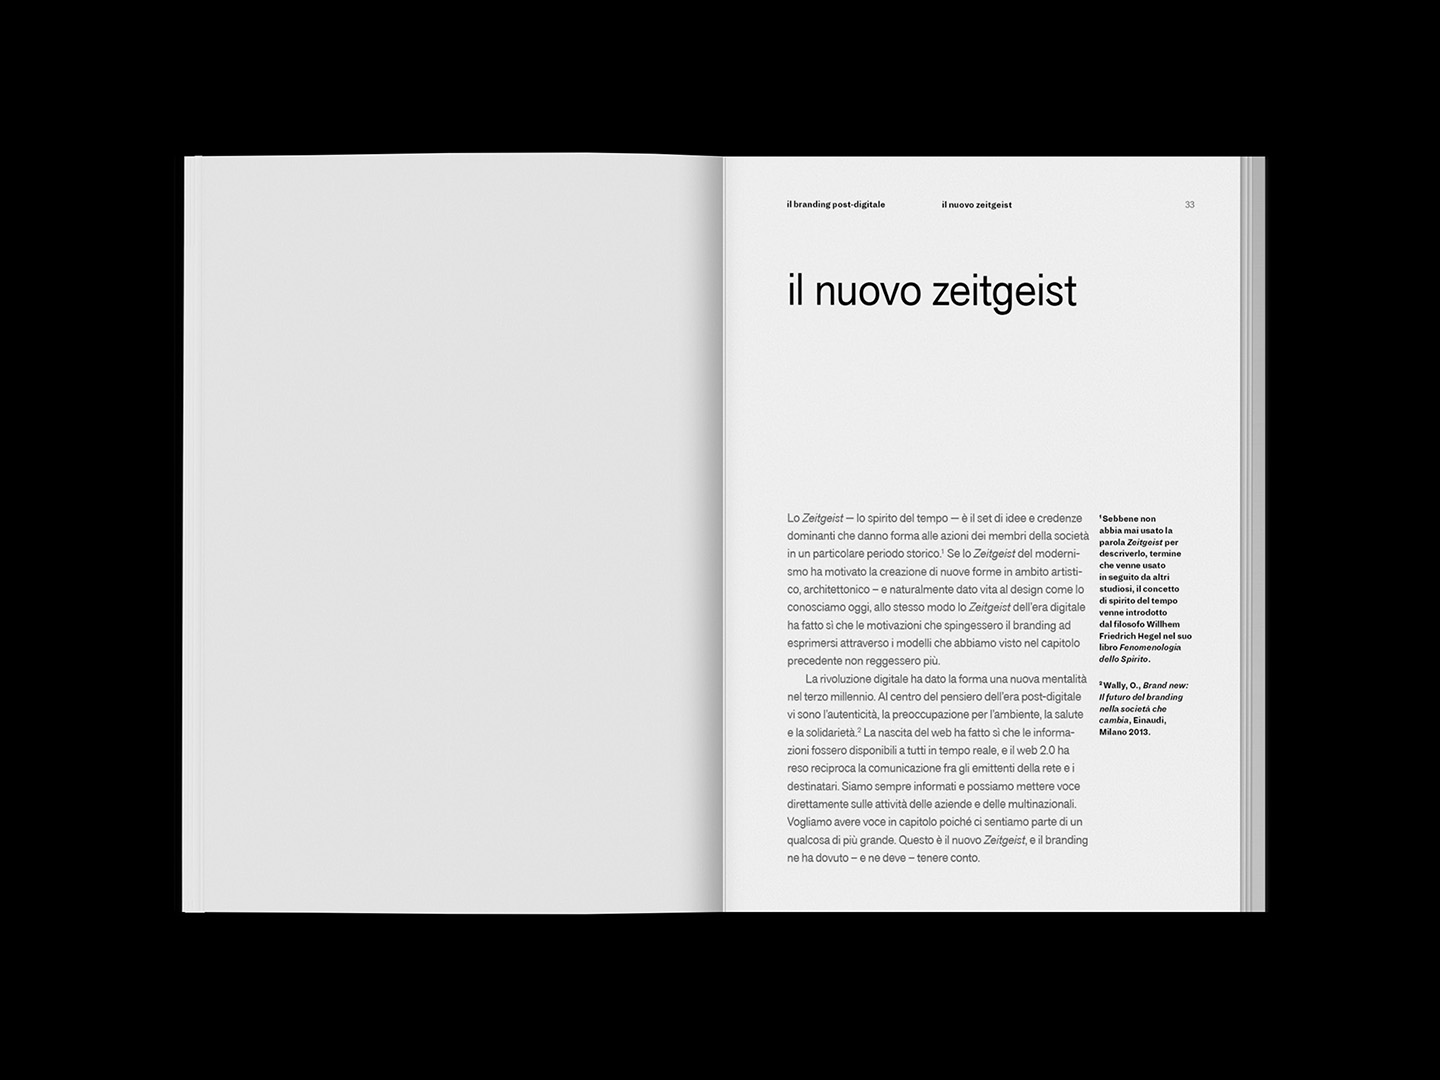 il branding post-digitale
il nuovo zeitgeist
33
il nuovo zeitgeist
Lo Zeitgeist — lo spirito del tempo — è il set di idee e credenze
dominanti che danno forma alle azioni dei membri della società
in un particolare periodo storico.¹ Se lo Zeitgeist del moderni-
smo ha motivato la creazione di nuove forme in ambito artisti-
co, architettonico – e naturalmente dato vita al design come lo
conosciamo oggi, allo stesso modo lo Zeitgeist dell'era digitale
ha fatto sì che le motivazioni che spingessero il branding ad
esprimersi attraverso i modelli che abbiamo visto nel capitolo
precedente non reggessero più.
La rivoluzione digitale ha dato la forma una nuova mentalità
nel terzo millennio. Al centro del pensiero dell'era post-digitale
vi sono l'autenticità, la preoccupazione per l'ambiente, la salute
e la solidarietà.² La nascita del web ha fatto sì che le informa-
zioni fossero disponibili a tutti in tempo reale, e il web 2.0 ha
reso reciproca la comunicazione fra gli emittenti della rete e i
destinatari. Siamo sempre informati e possiamo mettere voce
direttamente sulle attività delle aziende e delle multinazionali.
Vogliamo avere voce in capitolo poiché ci sentiamo parte di un
qualcosa di più grande. Questo è il nuovo Zeitgeist, e il branding
ne ha dovuto – e ne deve – tenere conto.
¹Sebbene non
abbia mai usato la
parola Zeitgeist per
descriverlo, termine
che venne usato
in seguito da altri
studiosi, il concetto
di spirito del tempo
venne introdotto
dal filosofo Willhem
Friedrich Hegel nel suo
libro Fenomenologia
dello Spirito.
²Wally, O., Brand new:
Il futuro del branding
nella società che
cambia, Einaudi,
Milano 2013.